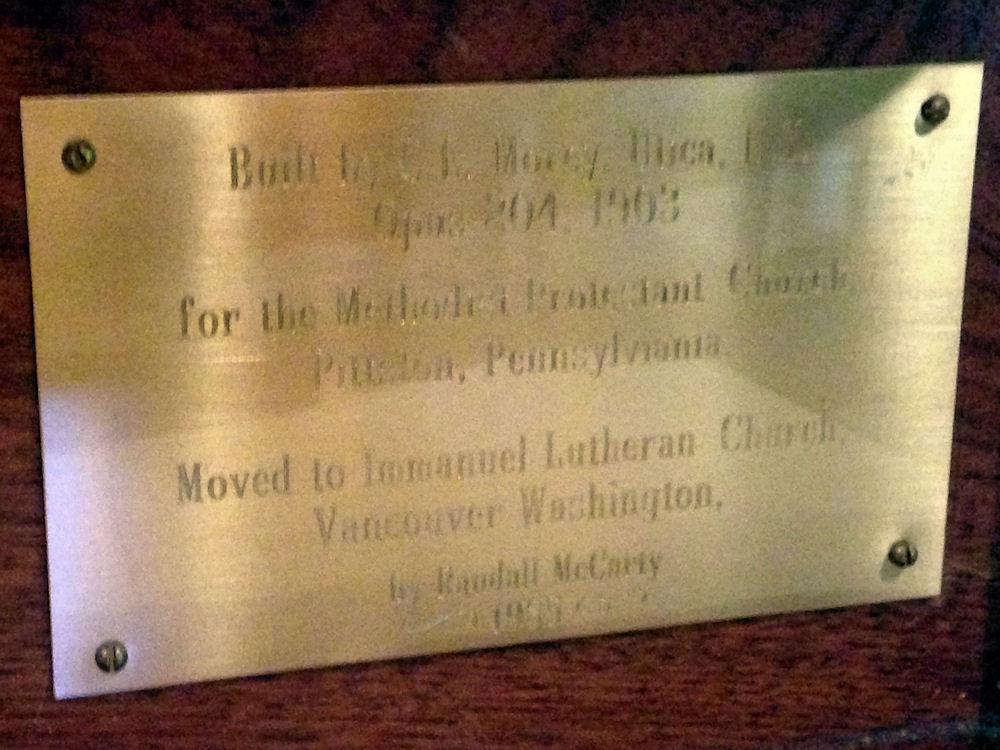 Built by C. E. Morey, Utica,
Opus 204, 1903
for the Methodist Protestant Church
Pittston, Pennsylviania
Moved to Immanuel Lutheran Church,
Vancouver Washington,
by Randall McCarty